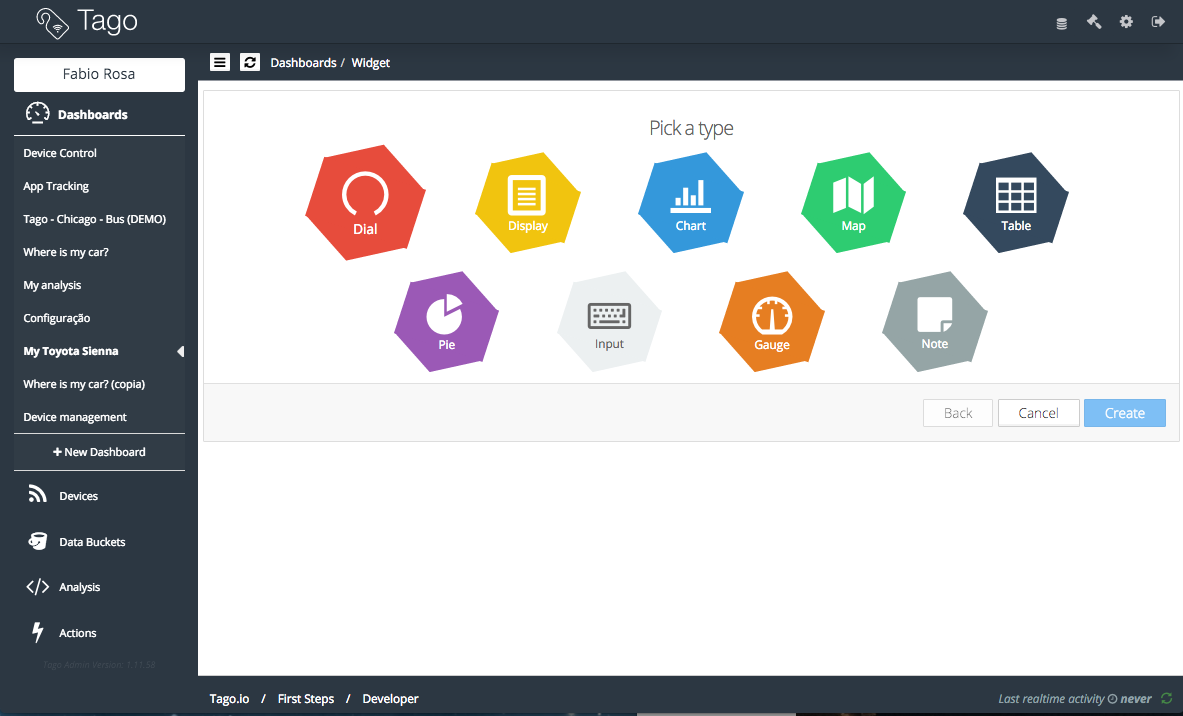 Tago
Fabio Rosa
Dashboards
Device Control
App Tracking
Tago - Chicago - Bus (DEMO)
Where is my car?
My analysis
Configuração
My Toyota Sienna
Where is my car? (copia)
Device management
+ New Dashboard
Devices
Data Buckets
Analysis
Actions
Tago Admin Version: 1.11.58
Dashboards / Widget
Pick a type
Dial
Display
Chart
Map
Table
Pie
Input
Gauge
Note
Back Cancel Create
Tago.io / First Steps / Developer
Last realtime activity never